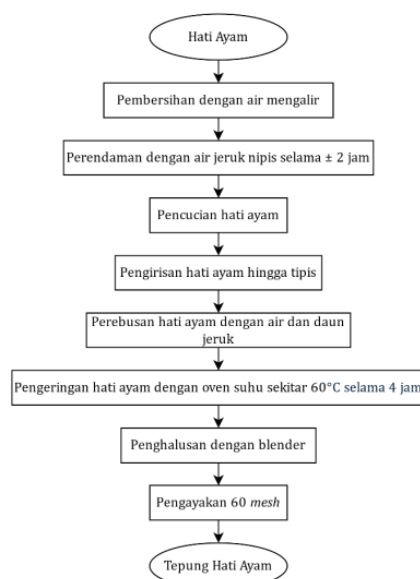 Hati Ayam
Pembersihan dengan air mengalir
Perendaman dengan air jeruk nipis selama ± 2 jam
Pencucian hati ayam
Pengirisan hati ayam hingga tipis
Perebusan hati ayam dengan air dan daun
jeruk
Pengeringan hati ayam dengan oven suhu sekitar 60°C selama 4 jam
Penghalusan dengan blender
Pengayakan 60 mesh
Tepung Hati Ayam